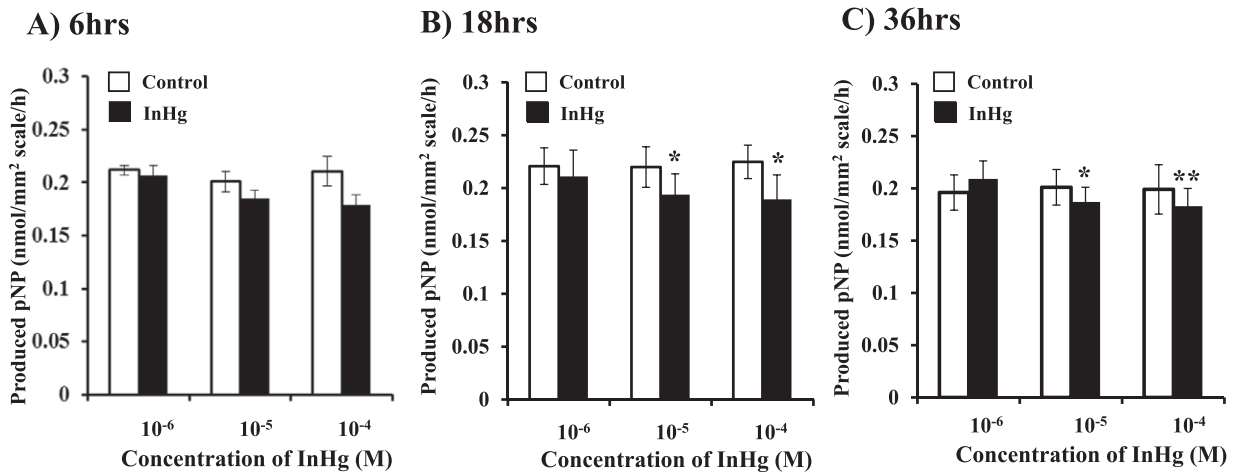 A) 6hrs
Produced pNP (nmol/mm² scale/h)
0.3
0.25
0.2
0.15
0.1
0.05
0
Control
InHg
10⁻⁶ 10⁻⁵ 10⁻⁴
Concentration of InHg (M)
B) 18hrs
Produced pNP (nmol/mm² scale/h)
0.3
0.25
0.2
0.15
0.1
0.05
0
Control
InHg
* *
10⁻⁶ 10⁻⁵ 10⁻⁴
Concentration of InHg (M)
C) 36hrs
Produced pNP (nmol/mm² scale/h)
0.3
0.25
0.2
0.15
0.1
0.05
0
Control
InHg
* **
10⁻⁶ 10⁻⁵ 10⁻⁴
Concentration of InHg (M)